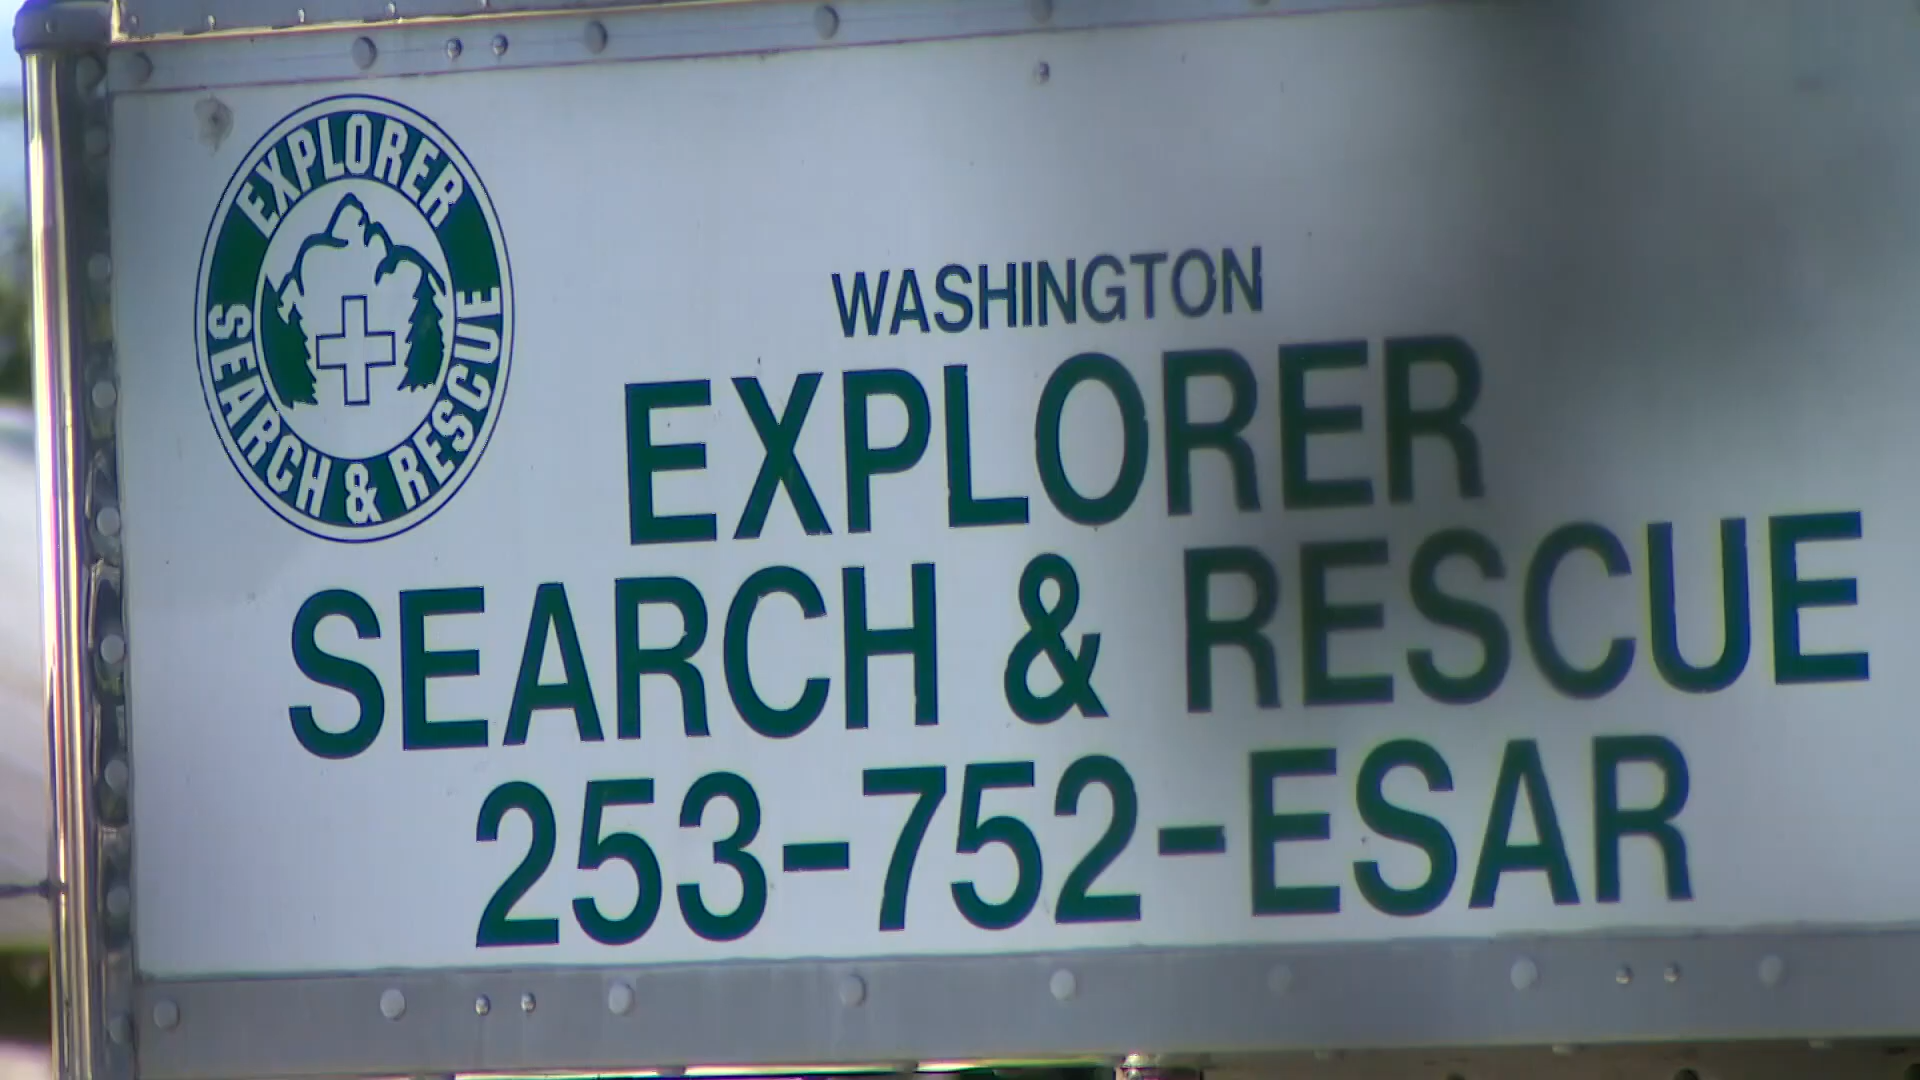 EXPLORER
SEARCH & RESCUE
WASHINGTON
EXPLORER
SEARCH & RESCUE
253-752-ESAR